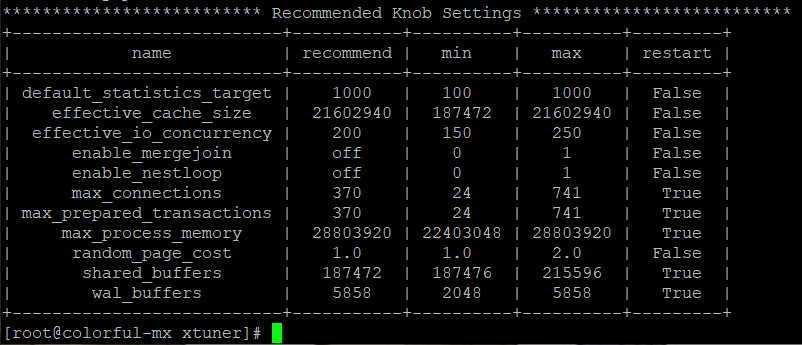 ************************** Recommended Knob Settings **************************
+---------------------------+-----------+----------+----------+---------+
|            name           | recommend |   min    |   max    | restart |
+---------------------------+-----------+----------+----------+---------+
| default_statistics_target |    1000   |   100    |   1000   |  False  |
|    effective_cache_size   |  21602940 |  187472  | 21602940 |  False  |
|  effective_io_concurrency |    200    |   150    |   250    |  False  |
|      enable_mergejoin     |    off    |    0     |    1     |  False  |
|      enable_nestloop      |    off    |    0     |    1     |  False  |
|      max_connections      |    370    |    24    |   741    |   True  |
| max_prepared_transactions |    370    |    24    |   741    |   True  |
|     max_process_memory    |  28803920 | 22403048 | 28803920 |   True  |
|      random_page_cost     |    1.0    |   1.0    |   2.0    |  False  |
|       shared_buffers      |   187472  |  187476  |  215596  |   True  |
|        wal_buffers        |    5858   |   2048   |   5858   |   True  |
+---------------------------+-----------+----------+----------+---------+
[root@colorful-mx xtuner]#